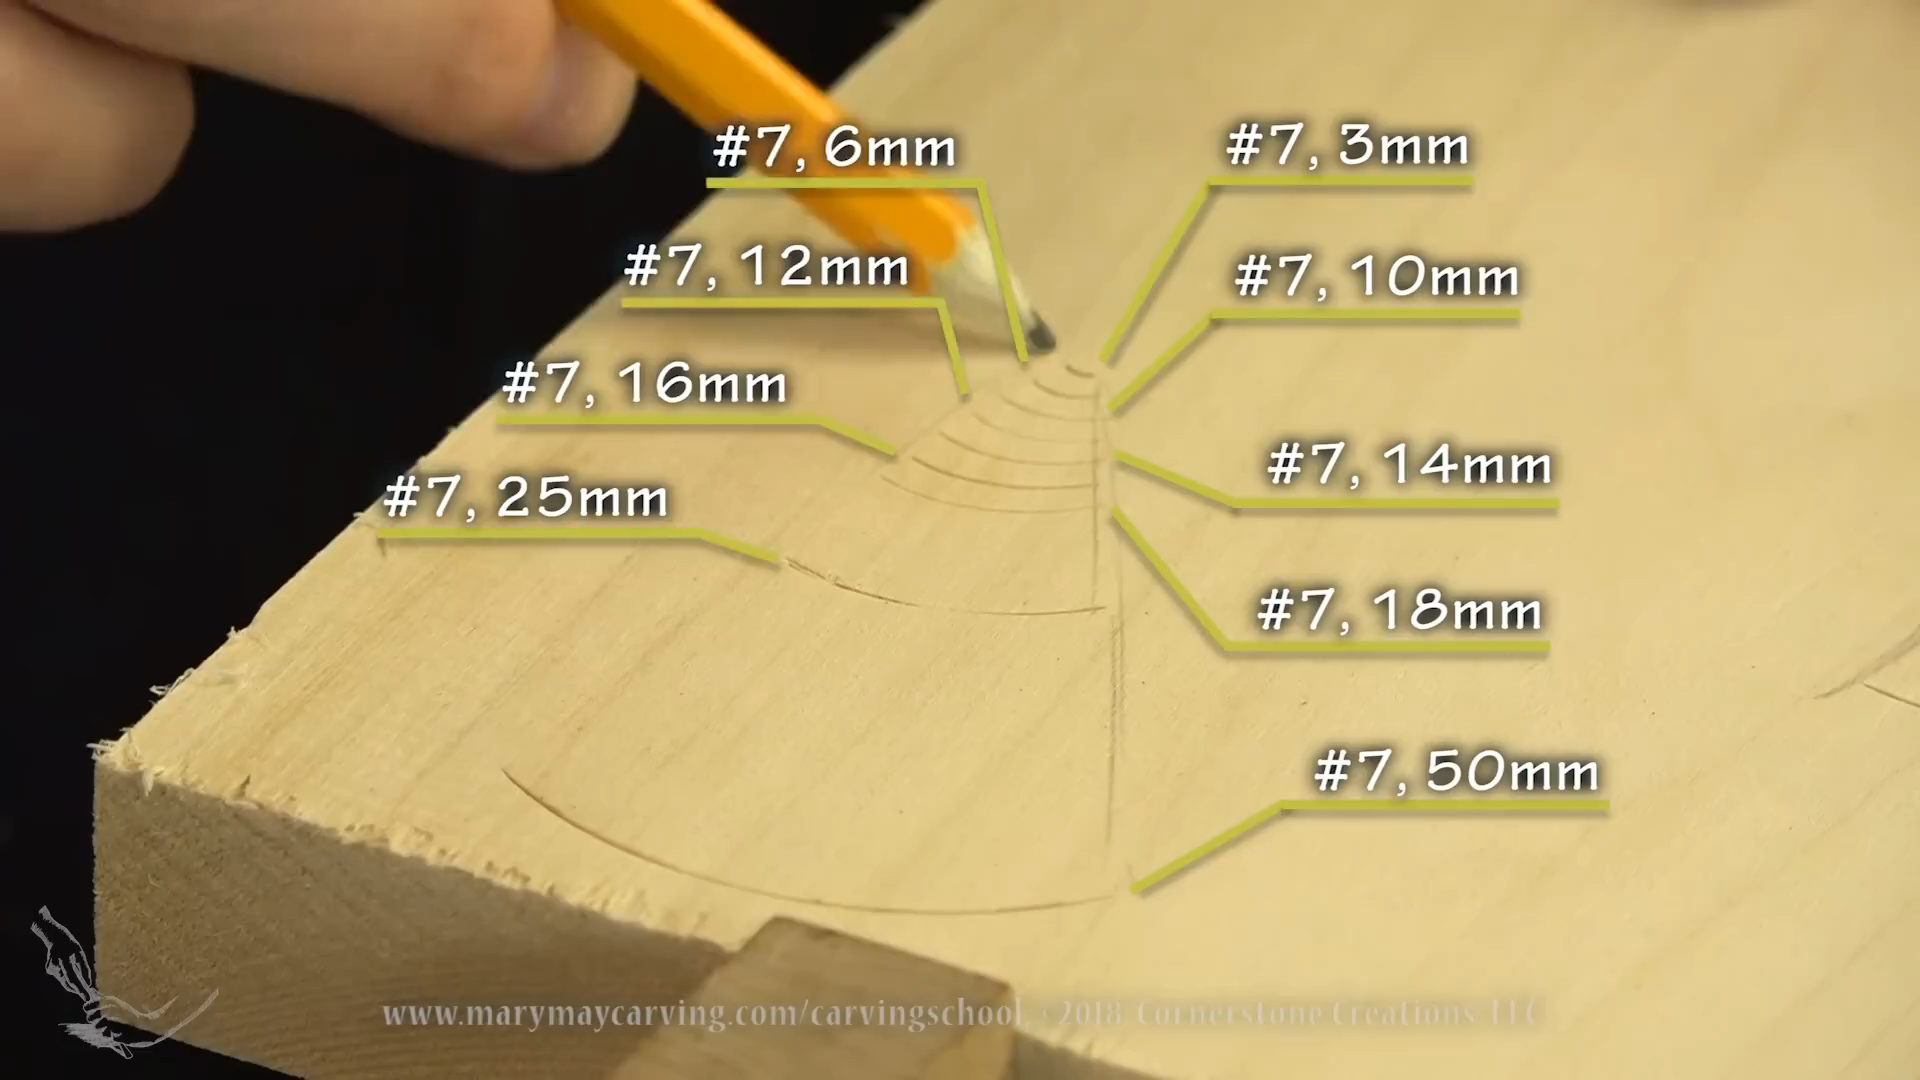 #7, 6mm
#7, 3mm
#7, 12mm
#7, 10mm
#7, 16mm
#7, 14mm
#7, 25mm
#7, 18mm
#7, 50mm
www.marymaycarving.com/carvingschool, ©2018 Cornerstone Creations, LLC